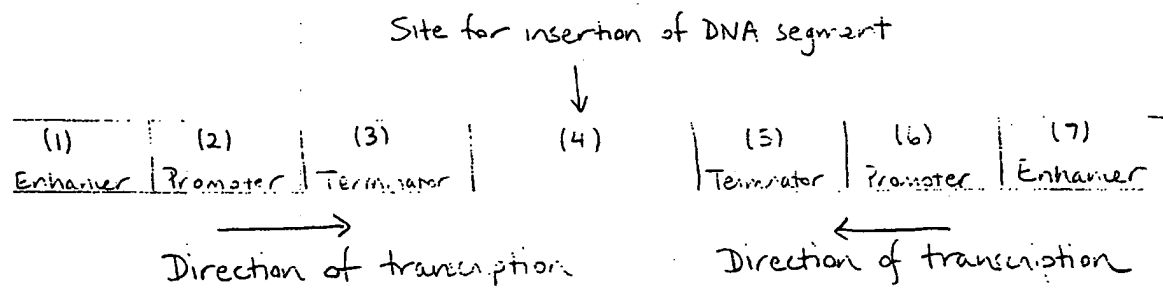 Site for insertion of DNA segment
(1) (2) (3) (4) (5) (6) (7)
Enhancer Promoter Terminator Terminator Promoter Enhancer
Direction of transcription Direction of transcription